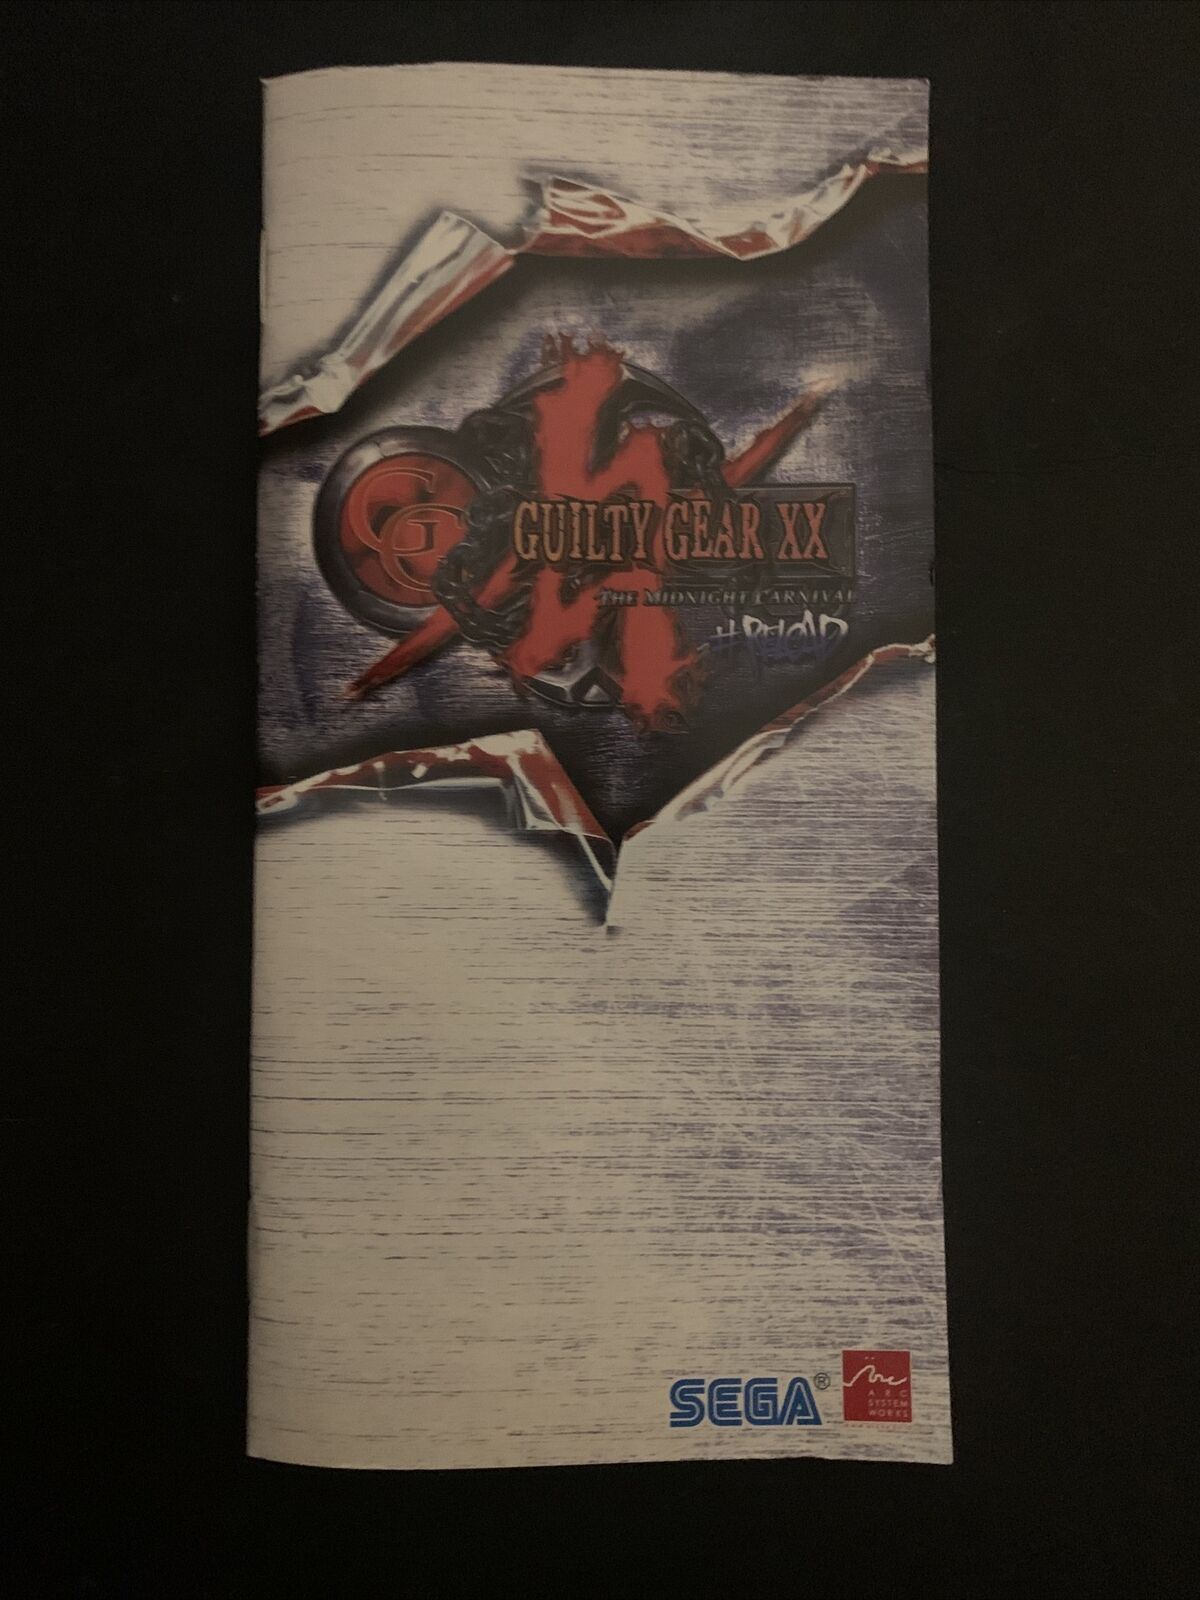 GG
GUILTY GEAR XX
THE MIDNIGHT CARNIVAL
#RELOAD
SEGA®
ARC
SYSTEM
WORKS